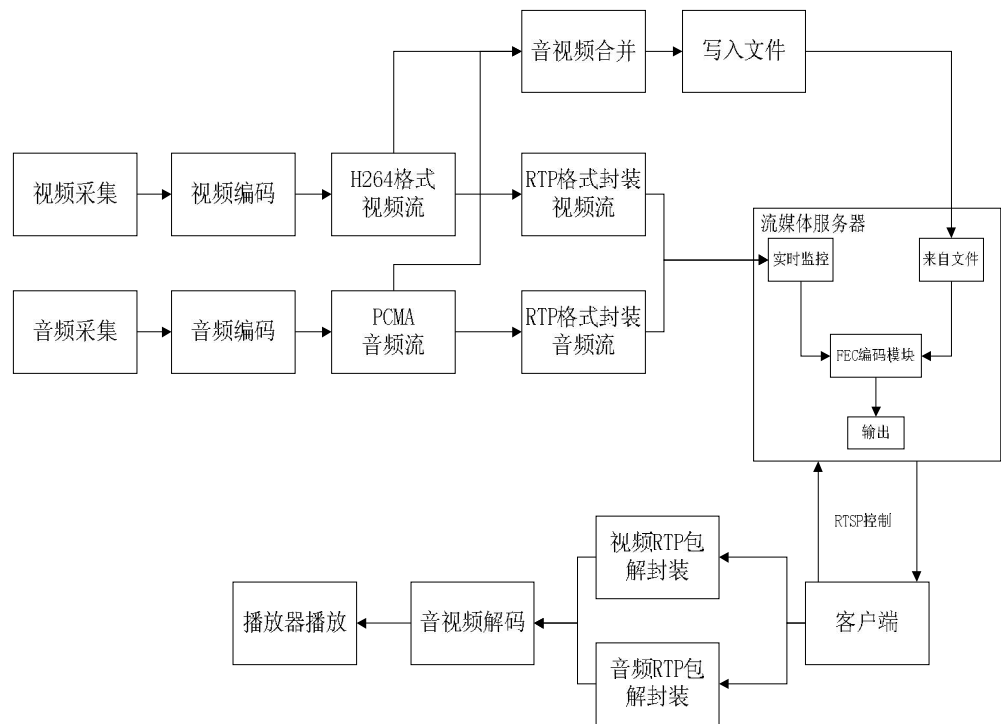 音视频合并
写入文件
视频采集
视频编码
H264格式
视频流
RTP格式封装
视频流
流媒体服务器
实时监控
来自文件
音频采集
音频编码
PCMA
音频流
RTP格式封装
音频流
FEC编码模块
输出
RTSP控制
视频RTP包
解封装
播放器播放
音视频解码
客户端
音频RTP包
解封装